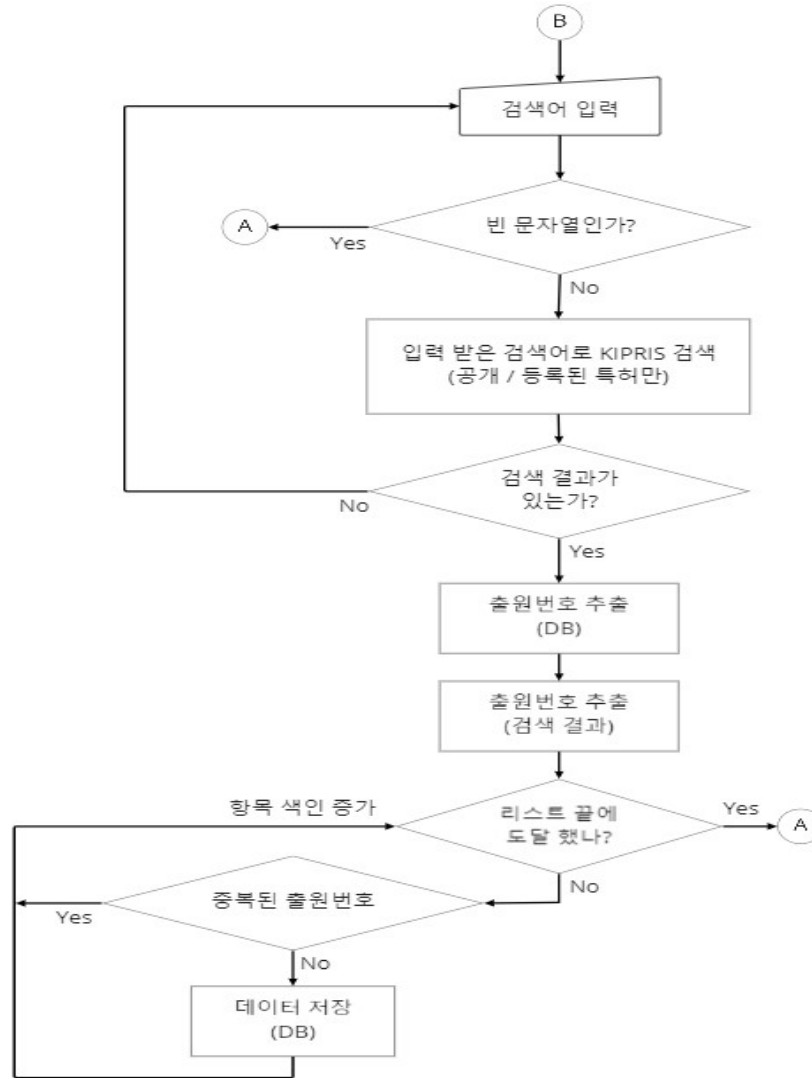 B
검색어 입력
빈 문자열인가?
A
Yes
No
입력 받은 검색어로 KIPRIS 검색
(공개 / 등록된 특허만)
검색 결과가
있는가?
No
Yes
출원번호 추출
(DB)
출원번호 추출
(검색 결과)
항목 색인 증가
리스트 끝에
도달 했나?
Yes
A
No
중복된 출원번호
Yes
No
데이터 저장
(DB)